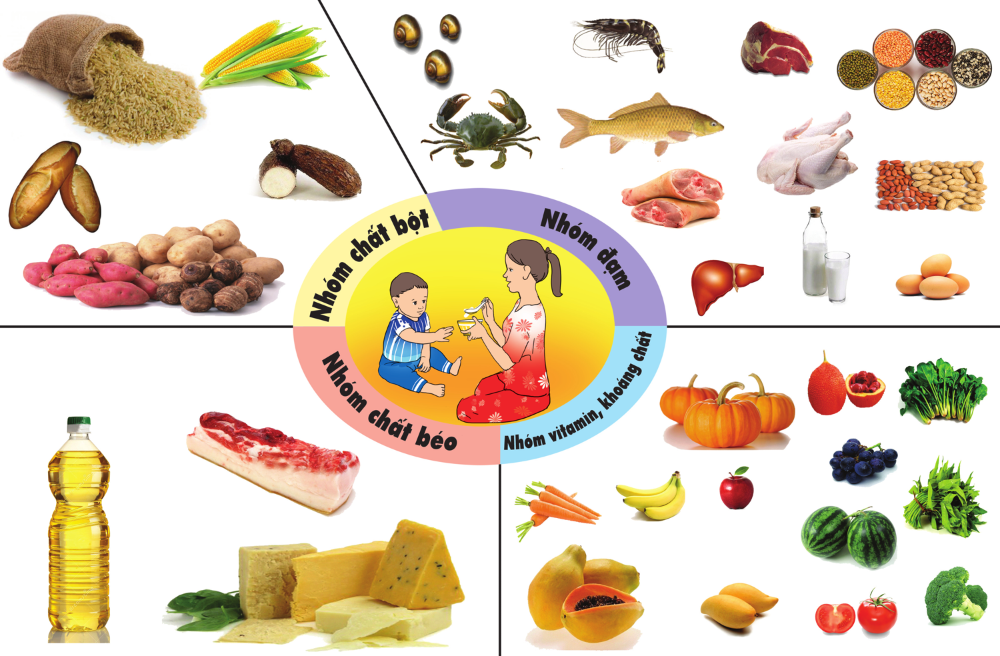 Nhóm chất bột
Nhóm đạm
Nhóm chất béo
Nhóm vitamin, khoáng chất